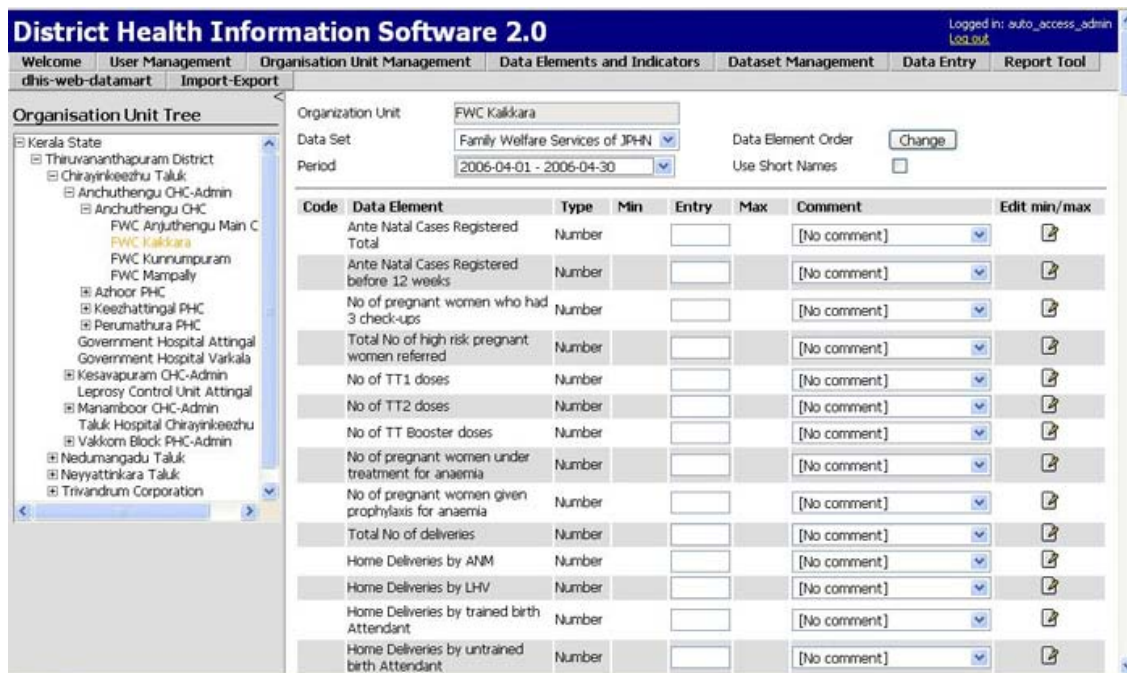 District Health Information Software 2.0
Logged in: auto_access_admin
Log out
Welcome User Management Organisation Unit Management Data Elements and Indicators Dataset Management Data Entry Report Tool
dhis-web-datamart Import-Export
<
Organisation Unit Tree
Kerala State
Thiruvananthapuram District
Chirayinkeezhu Taluk
Anchuthengu CHC-Admin
Anchuthengu CHC
FWC Anjuthengu Main C
FWC Kaikkara
FWC Kunnumpuram
FWC Mampally
Azhoor PHC
Keezhattingal PHC
Perumathura PHC
Government Hospital Attingal
Government Hospital Varkala
Kesavapuram CHC-Admin
Leprosy Control Unit Attingal
Manamboor CHC-Admin
Taluk Hospital Chirayinkeezhu
Vakkom Block PHC-Admin
Nedumangadu Taluk
Neyyattinkara Taluk
Trivandrum Corporation
Organization Unit FWC Kaikkara
Data Set Family Welfare Services of JPHN Data Element Order Change
Period 2006-04-01 - 2006-04-30 Use Short Names
Code Data Element Type Min Entry Max Comment Edit min/max
Ante Natal Cases Registered
Total Number [No comment]
Ante Natal Cases Registered
before 12 weeks Number [No comment]
No of pregnant women who had
3 check-ups Number [No comment]
Total No of high risk pregnant
women referred Number [No comment]
No of TT1 doses Number [No comment]
No of TT2 doses Number [No comment]
No of TT Booster doses Number [No comment]
No of pregnant women under
treatment for anaemia Number [No comment]
No of pregnant women given
prophylaxis for anaemia Number [No comment]
Total No of deliveries Number [No comment]
Home Deliveries by ANM Number [No comment]
Home Deliveries by LHV Number [No comment]
Home Deliveries by trained birth
Attendant Number [No comment]
Home Deliveries by untrained
birth Attendant Number [No comment]